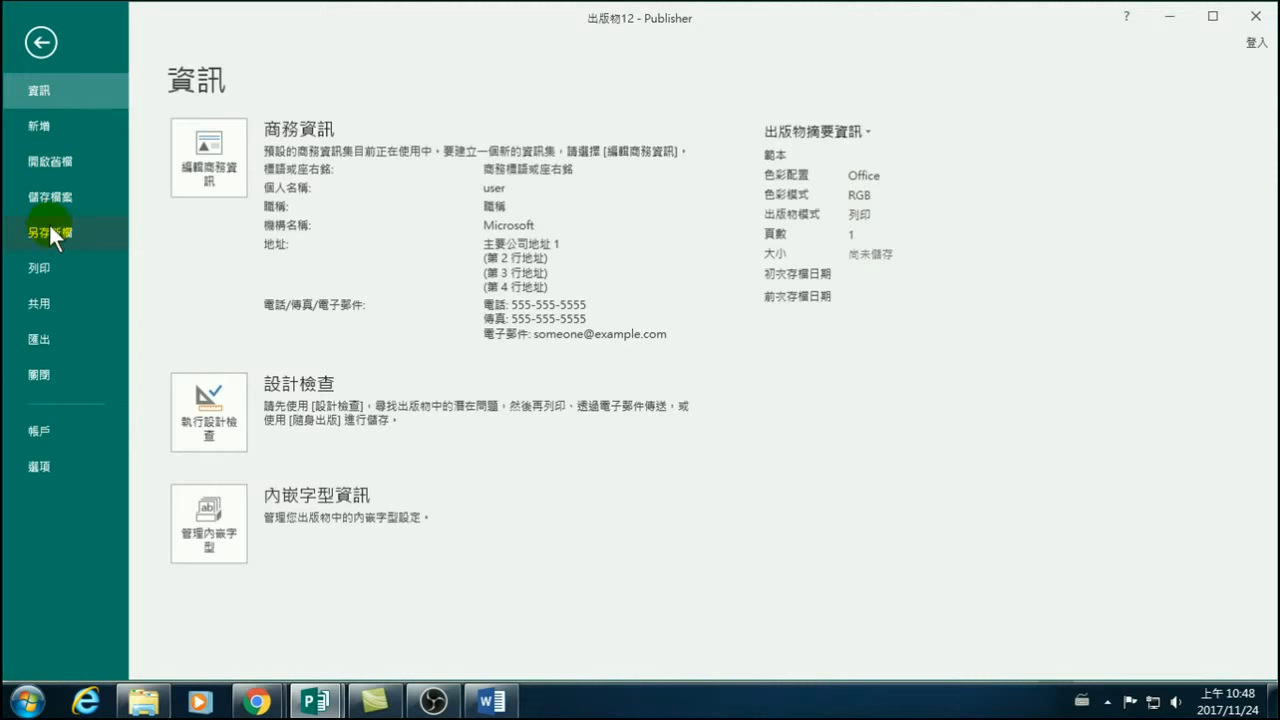 出版物12 - Publisher
?
登入
資訊
新增
開啟舊檔
儲存檔案
另存新檔
列印
共用
匯出
關閉
帳戶
選項
資訊
編輯商務資
訊
商務資訊
預設的商務資訊集目前正在使用中。要建立一個新的資訊集，請選擇 [編輯商務資訊]。
標語或座右銘: 商務標語或座右銘
個人名稱: user
職稱: 職稱
機構名稱: Microsoft
地址: 主要公司地址 1
(第 2 行地址)
(第 3 行地址)
(第 4 行地址)
電話/傳真/電子郵件: 電話: 555-555-5555
傳真: 555-555-5555
電子郵件: someone@example.com
執行設計檢
查
設計檢查
請先使用 [設計檢查]，尋找出版物中的潛在問題，然後再列印、透過電子郵件傳送，或
使用 [隨身出版] 進行儲存。
管理內嵌字
型
內嵌字型資訊
管理您出版物中的內嵌字型設定。
出版物摘要資訊
範本
色彩配置 Office
色彩模式 RGB
出版物模式 列印
頁數 1
大小 尚未儲存
初次存檔日期
前次存檔日期
上午 10:48
2017/11/24